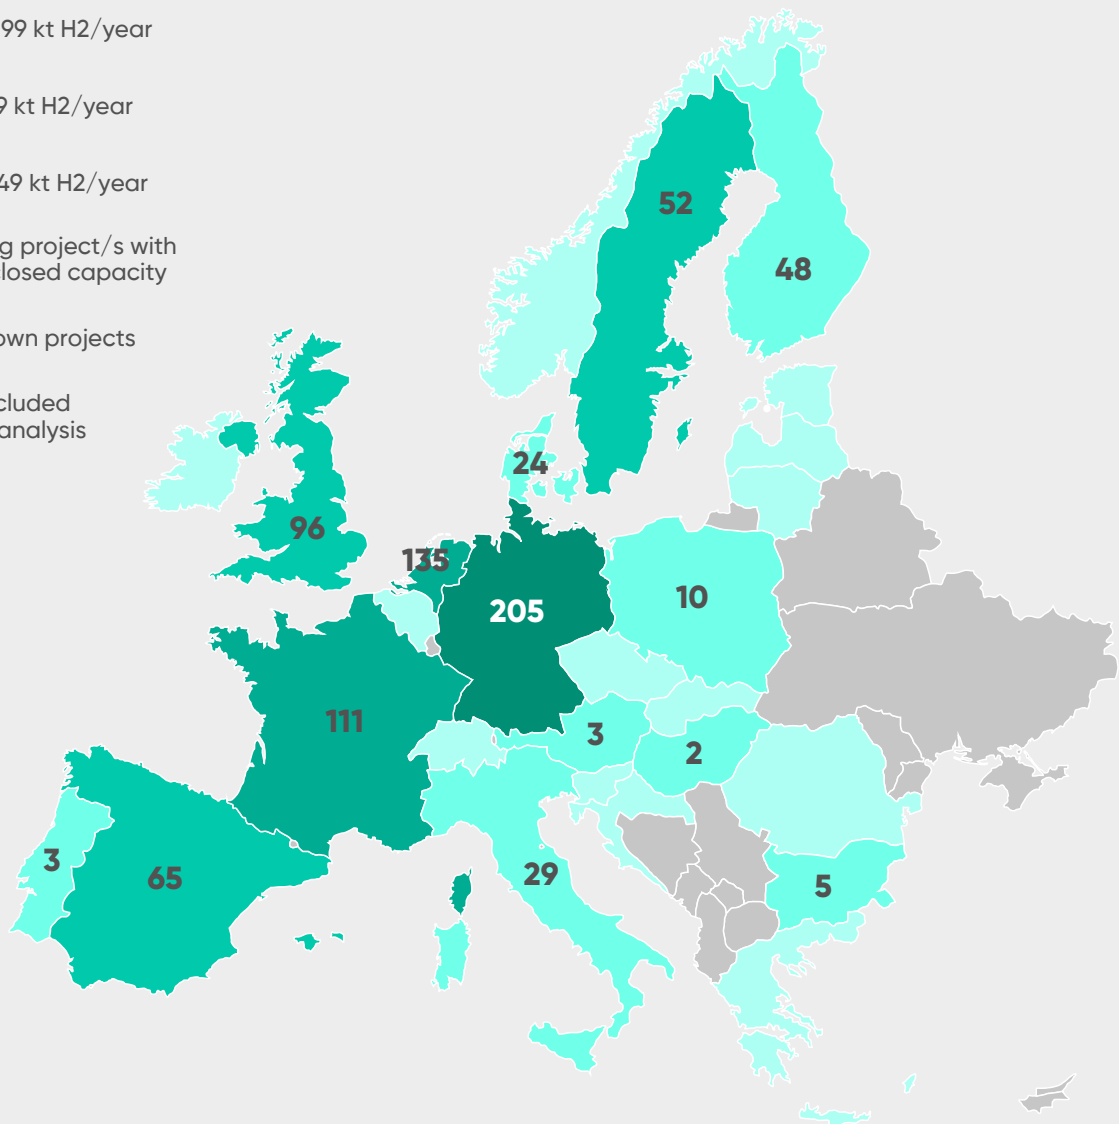 99 kt H2/year
9 kt H2/year
49 kt H2/year
g project/s with
closed capacity
own projects
cluded
analysis
52
48
24
96
135
205
10
111
3
2
3
65
29
5